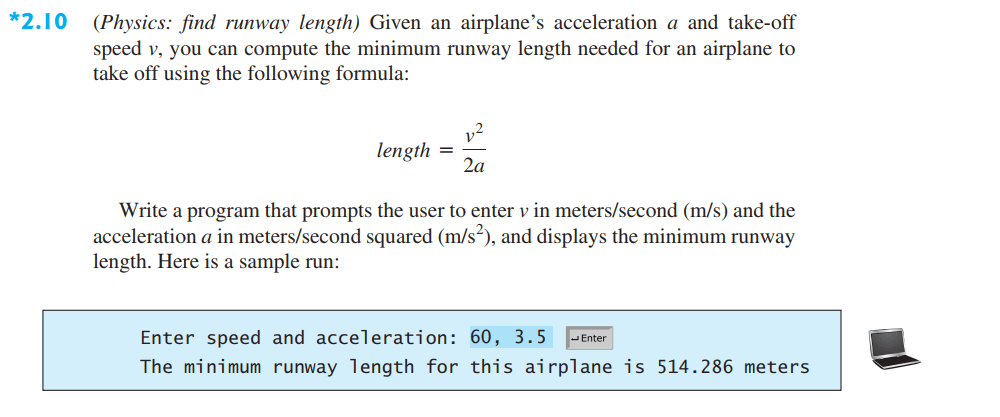 *2.10 (Physics: find runway length) Given an airplane's acceleration a and take-off
speed v, you can compute the minimum runway length needed for an airplane to
take off using the following formula:
length = v²/2a
Write a program that prompts the user to enter v in meters/second (m/s) and the
acceleration a in meters/second squared (m/s²), and displays the minimum runway
length. Here is a sample run:
Enter speed and acceleration: 60, 3.5 ↵Enter
The minimum runway length for this airplane is 514.286 meters